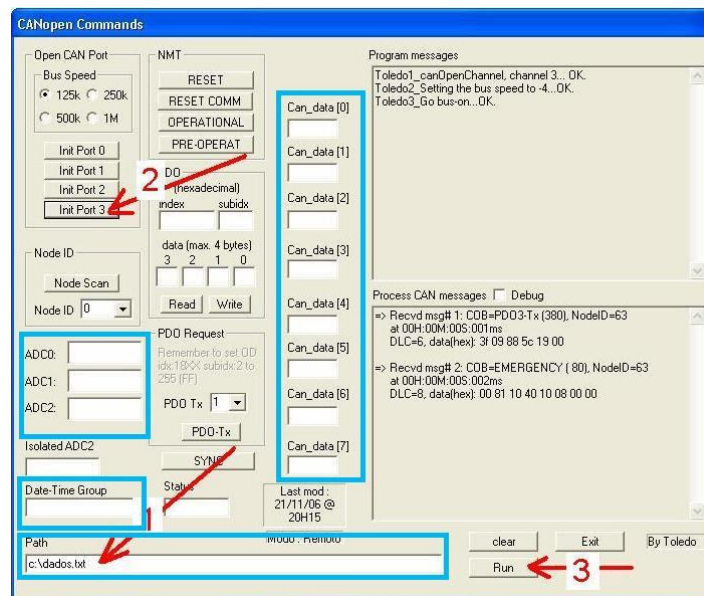 CANopen Commands
Open CAN Port
Bus Speed
125k 250k
500k 1M
Init Port 0
Init Port 1
Init Port 2
Init Port 3
Node ID
Node Scan
Node ID 0
ADC0:
ADC1:
ADC2:
Isolated ADC2
Date-Time Group
Path
c:\dados.txt
NMT
RESET
RESET COMM
OPERATIONAL
PRE-OPERAT
2
DO
(hexadecimal)
index subidx
data (max. 4 bytes)
3 2 1 0
Read Write
PDO Request
Remember to set OD
idx:18XX subidx:2 to
255 (FF)
PDO Tx 1
PDO-Tx
SYNC
Status
1
Can_data [0]
Can_data [1]
Can_data [2]
Can_data [3]
Can_data [4]
Can_data [5]
Can_data [6]
Can_data [7]
Last mod :
21/11/06 @
20H15
Modo : Remoto
Program messages
Toledo1_canOpenChannel, channel 3... OK.
Toledo2_Setting the bus speed to -4...OK.
Toledo3_Go bus-on...OK.
Process CAN messages Debug
=> Recvd msg# 1: COB=PDO3-Tx (380), NodeID=63
at 00H:00M:00S:001ms
DLC=6, data(hex): 3f 09 88 5c 19 00
=> Recvd msg# 2: COB=EMERGENCY ( 80), NodeID=63
at 00H:00M:00S:002ms
DLC=8, data(hex): 00 81 10 40 10 08 00 00
clear Exit By Toledo
Run 3